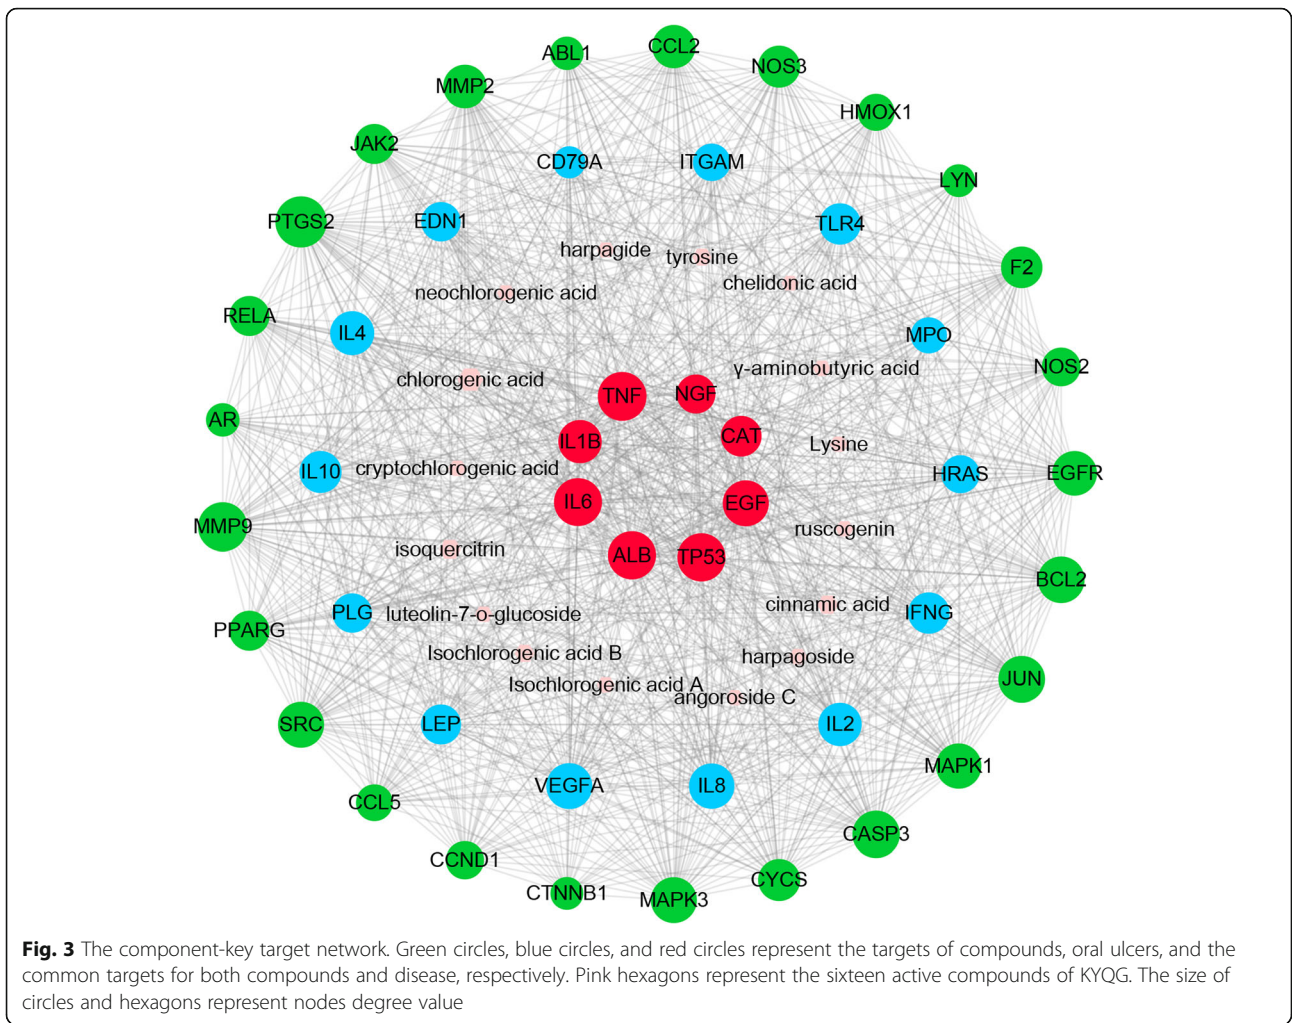 ABL1
CCL2
NOS3
MMP2
HMOX1
JAK2
CD79A
ITGAM
LYN
PTGS2
EDN1
TLR4
harpagide
tyrosine
F2
chelidonic acid
neochlorogenic acid
RELA
IL4
MPO
NOS2
γ-aminobutyric acid
chlorogenic acid
TNF
NGF
AR
IL1B
CAT
Lysine
IL10
cryptochlorogenic acid
HRAS
EGFR
IL6
EGF
MMP9
ruscogenin
isoquercitrin
ALB
TP53
BCL2
cinnamic acid
IFNG
PLG
luteolin-7-o-glucoside
PPARG
Isochlorogenic acid B
harpagoside
JUN
Isochlorogenic acid A
angoroside C
SRC
LEP
IL2
MAPK1
VEGFA
IL8
CCL5
CASP3
CCND1
CYCS
CTNNB1
MAPK3
Fig. 3 The component-key target network. Green circles, blue circles, and red circles represent the targets of compounds, oral ulcers, and the
common targets for both compounds and disease, respectively. Pink hexagons represent the sixteen active compounds of KYQG. The size of
circles and hexagons represent nodes degree value